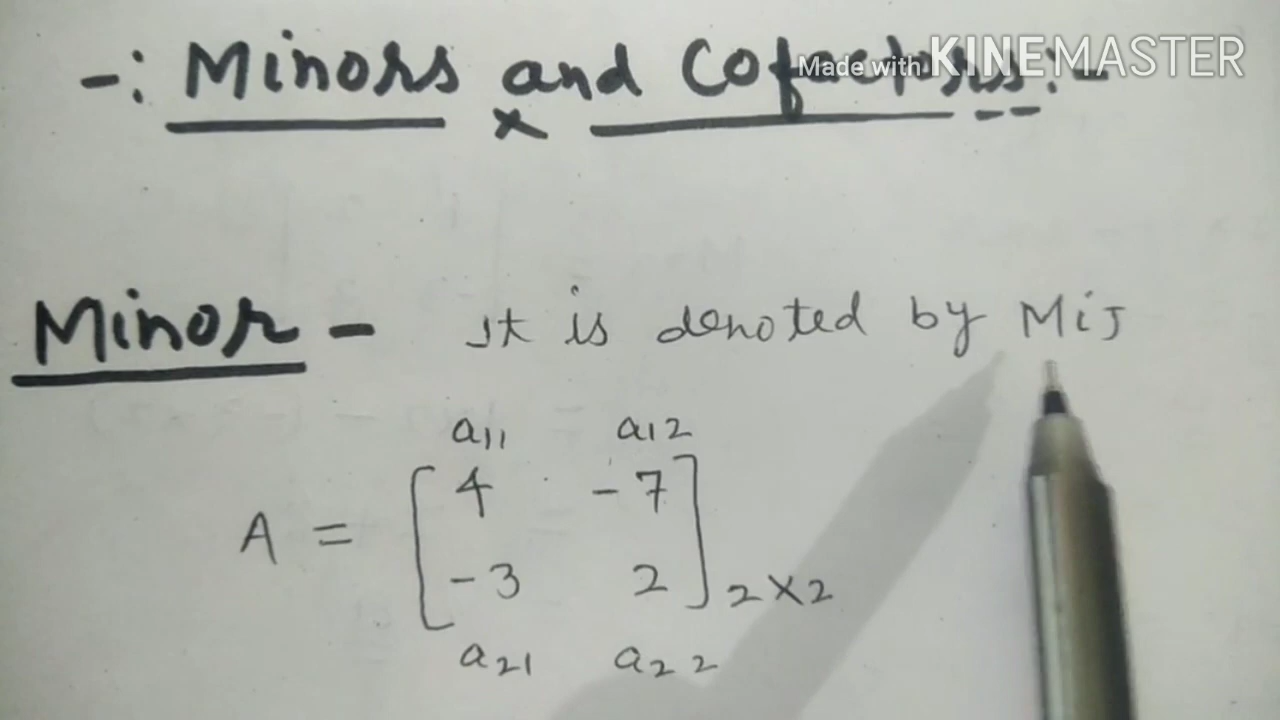 -: Minors and Cofactors :-
Made with KINEMASTER
x
Minor - It is denoted by Mij
a11 a12
A = [ 4 -7
-3 2 ] 2×2
a21 a22